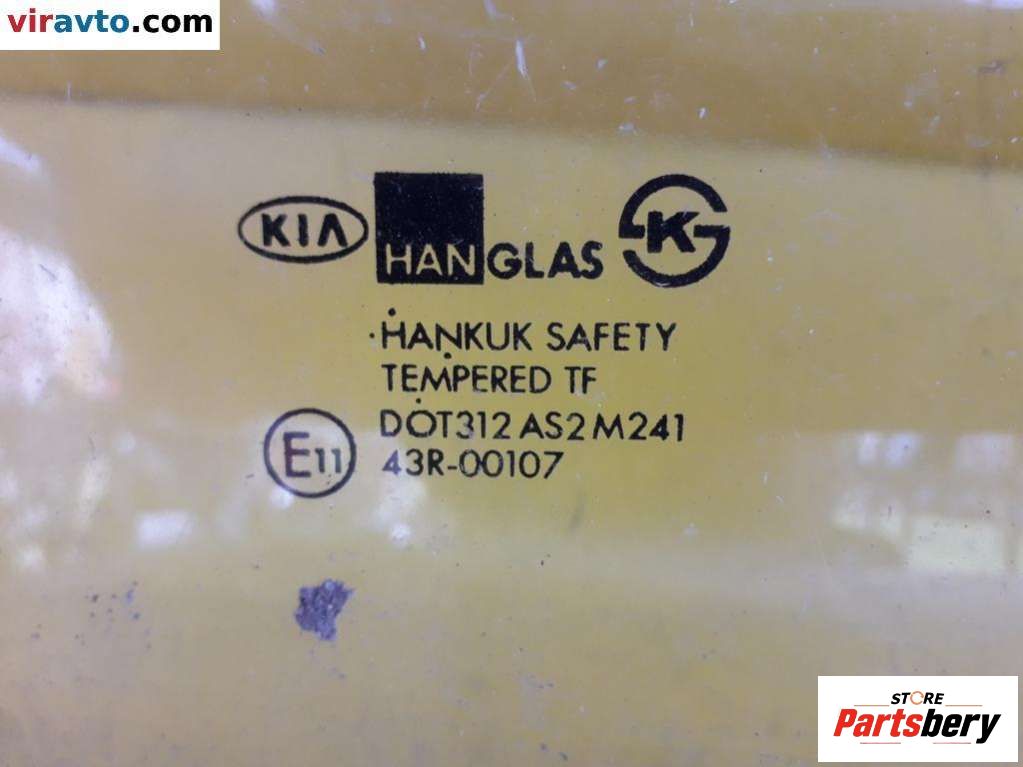 viravto.com
KIA
HANGLAS
K
HANKUK SAFETY
TEMPERED TF
DOT312 AS2 M241
E11
43R-00107
STORE
Partsbery